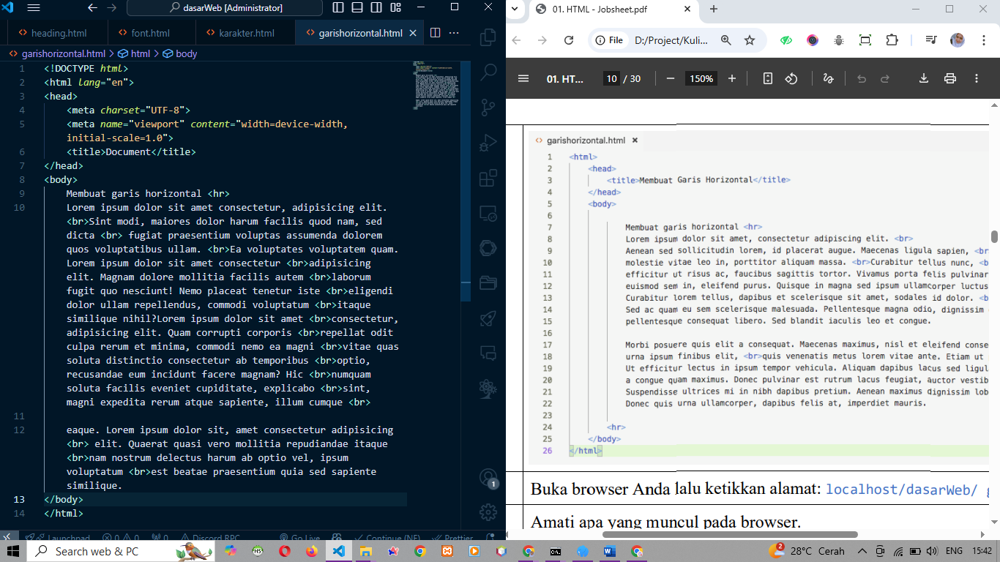 dasarWeb [Administrator]
heading.html
font.html
karakter.html
garishorizontal.html
garishorizontal.html > html > body
1 <!DOCTYPE html>
2 <html lang="en">
3 <head>
4 <meta charset="UTF-8">
5 <meta name="viewport" content="width=device-width,
initial-scale=1.0">
6 <title>Document</title>
7 </head>
8 <body>
9 Membuat garis horizontal <hr>
10 Lorem ipsum dolor sit amet consectetur, adipisicing elit.
<br>Sint modi, maiores dolor harum facilis quod nam, sed
dicta <br> fugiat praesentium voluptas assumenda dolorem
quos voluptatibus ullam. <br>Ea voluptates voluptatem quam.
Lorem ipsum dolor sit amet consectetur <br>adipisicing
elit. Magnam dolore mollitia facilis autem <br>laborum
fugit quo nesciunt! Nemo placeat tenetur iste <br>eligendi
dolor ullam repellendus, commodi voluptatum <br>itaque
similique nihil?Lorem ipsum dolor sit amet <br>consectetur,
adipisicing elit. Quam corrupti corporis <br>repellat odit
culpa rerum et minima, commodi nemo ea magni <br>vitae quas
soluta distinctio consectetur ab temporibus <br>optio,
recusandae eum incidunt facere magnam? Hic <br>numquam
soluta facilis eveniet cupiditate, explicabo <br>sint,
magni expedita rerum atque sapiente, illum cumque <br>
11
12 eaque. Lorem ipsum dolor sit, amet consectetur adipisicing
<br> elit. Quaerat quasi vero mollitia repudiandae itaque
<br>nam nostrum delectus harum ab optio vel, ipsum
voluptatum <br>est beatae praesentium quia sed sapiente
similique.
13 </body>
14 </html>
1
Launchpad 0 0 0 Discord RPC Go Live Continue (NE) Prettier
01. HTML - Jobsheet.pdf
File D:/Project/Kuli
01. HT... 10 / 30 150%
garishorizontal.html
1 <html>
2 <head>
3 <title>Membuat Garis Horizontal</title>
4 </head>
5 <body>
6
7 Membuat garis horizontal <hr>
8 Lorem ipsum dolor sit amet, consectetur adipiscing elit. <br>
9 Aenean sed sollicitudin lorem, id placerat augue. Maecenas ligula sapien, <br
10 molestie vitae leo in, porttitor aliquam massa. <br>Curabitur tellus nunc, <b
11 efficitur ut risus ac, faucibus sagittis tortor. Vivamus porta felis pulvinar
12 euismod sem in, eleifend purus. Quisque in magna sed ipsum ullamcorper luctus
13 Curabitur lorem tellus, dapibus et scelerisque sit amet, sodales id dolor. <b
14 Sed ac quam eu sem scelerisque malesuada. Pellentesque magna odio, dignissim
15 pellentesque consequat libero. Sed blandit iaculis leo et congue.
16
17 Morbi posuere quis elit a consequat. Maecenas maximus, nisl et eleifend conse
18 urna ipsum finibus elit, <br>quis venenatis metus lorem vitae ante. Etiam ut
19 Ut efficitur lectus in ipsum tempor vehicula. Aliquam dapibus lacus sed ligul
20 a congue quam maximus. Donec pulvinar est rutrum lacus feugiat, auctor vestib
21 Suspendisse ultrices mi in nibh dapibus pretium. Aenean maximus dignissim lob
22 Donec quis urna ullamcorper, dapibus felis at, imperdiet mauris.
23
24 <hr>
25 </body>
26 </html>
Buka browser Anda lalu ketikkan alamat: localhost/dasarWeb/ g
Amati apa yang muncul pada browser.
Search web & PC
2
28°C Cerah
ENG
15:42